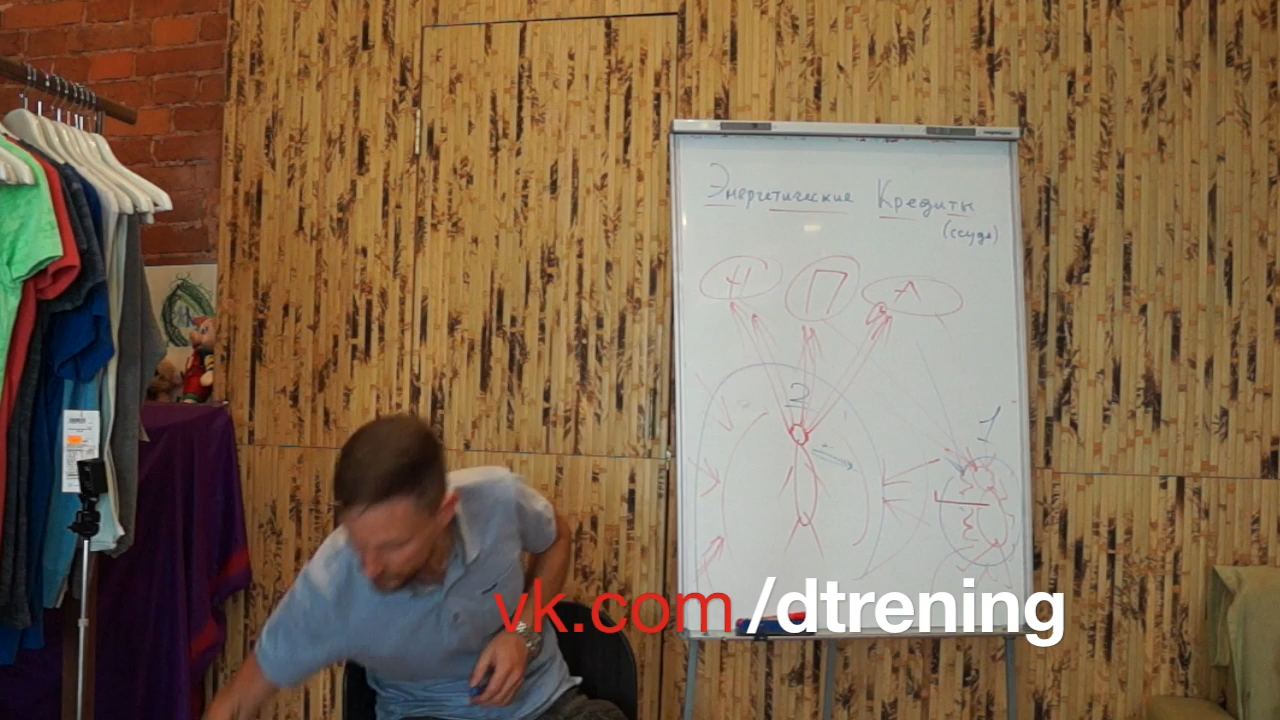 Энергетические Кредиты
(ссуда)
Ч П А
2
1
vk.com/dtrening